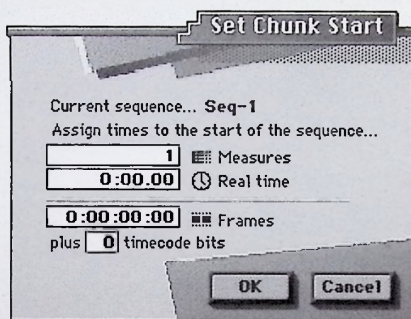 Set Chunk Start
Current sequence... Seq-1
Assign times to the start of the sequence...
1 Measures
0:00.00 Real time
0:00:00:00 Frames
plus 0 timecode bits
OK Cancel